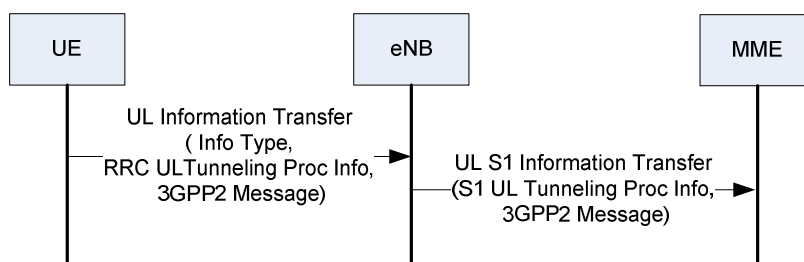 UE
eNB
MME
UL Information Transfer
( Info Type,
RRC ULTunneling Proc Info,
3GPP2 Message)
UL S1 Information Transfer
(S1 UL Tunneling Proc Info,
3GPP2 Message)